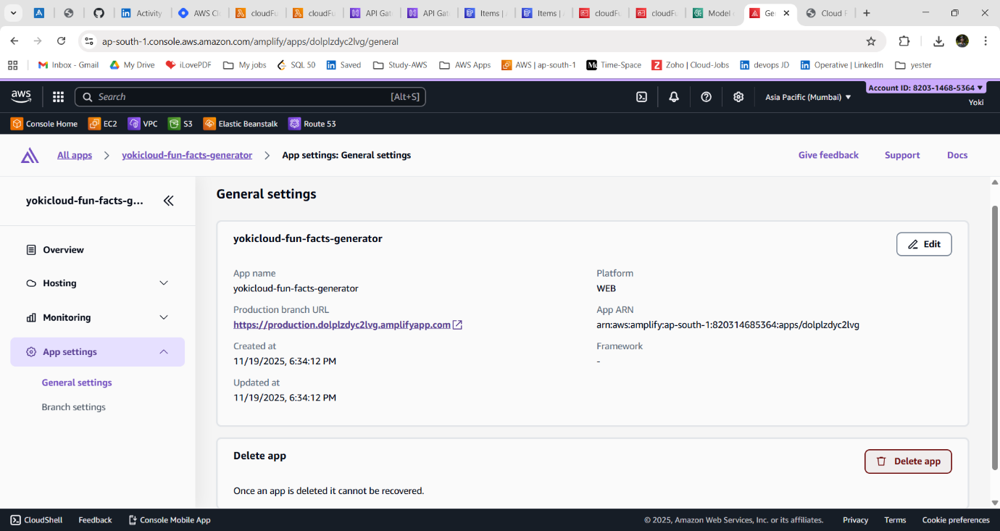 Activity
AWS Cl
cloudFu
cloudFu
API Gat
API Gat
Items |
Items |
cloudFu
cloudFu
Model
Ge
Cloud F
ap-south-1.console.aws.amazon.com/amplify/apps/dolplzdyc2lvg/general
Inbox - Gmail
My Drive
iLovePDF
My jobs
SQL 50
Saved
Study-AWS
AWS Apps
AWS | ap-south-1
Time-Space
Zoho | Cloud-Jobs
devops JD
Operative | LinkedIn
yester
aws
Search
[Alt+S]
Asia Pacific (Mumbai)
Account ID: 8203-1468-5364
Yoki
Console Home
EC2
VPC
S3
Elastic Beanstalk
Route 53
All apps
yokicloud-fun-facts-generator
App settings: General settings
Give feedback
Support
Docs
yokicloud-fun-facts-g...
Overview
Hosting
Monitoring
App settings
General settings
Branch settings
General settings
yokicloud-fun-facts-generator
Edit
App name
yokicloud-fun-facts-generator
Platform
WEB
Production branch URL
https://production.dolplzdyc2lvg.amplifyapp.com
App ARN
arn:aws:amplify:ap-south-1:820314685364:apps/dolplzdyc2lvg
Created at
11/19/2025, 6:34:12 PM
Framework
-
Updated at
11/19/2025, 6:34:12 PM
Delete app
Delete app
Once an app is deleted it cannot be recovered.
CloudShell
Feedback
Console Mobile App
© 2025, Amazon Web Services, Inc. or its affiliates.
Privacy
Terms
Cookie preferences